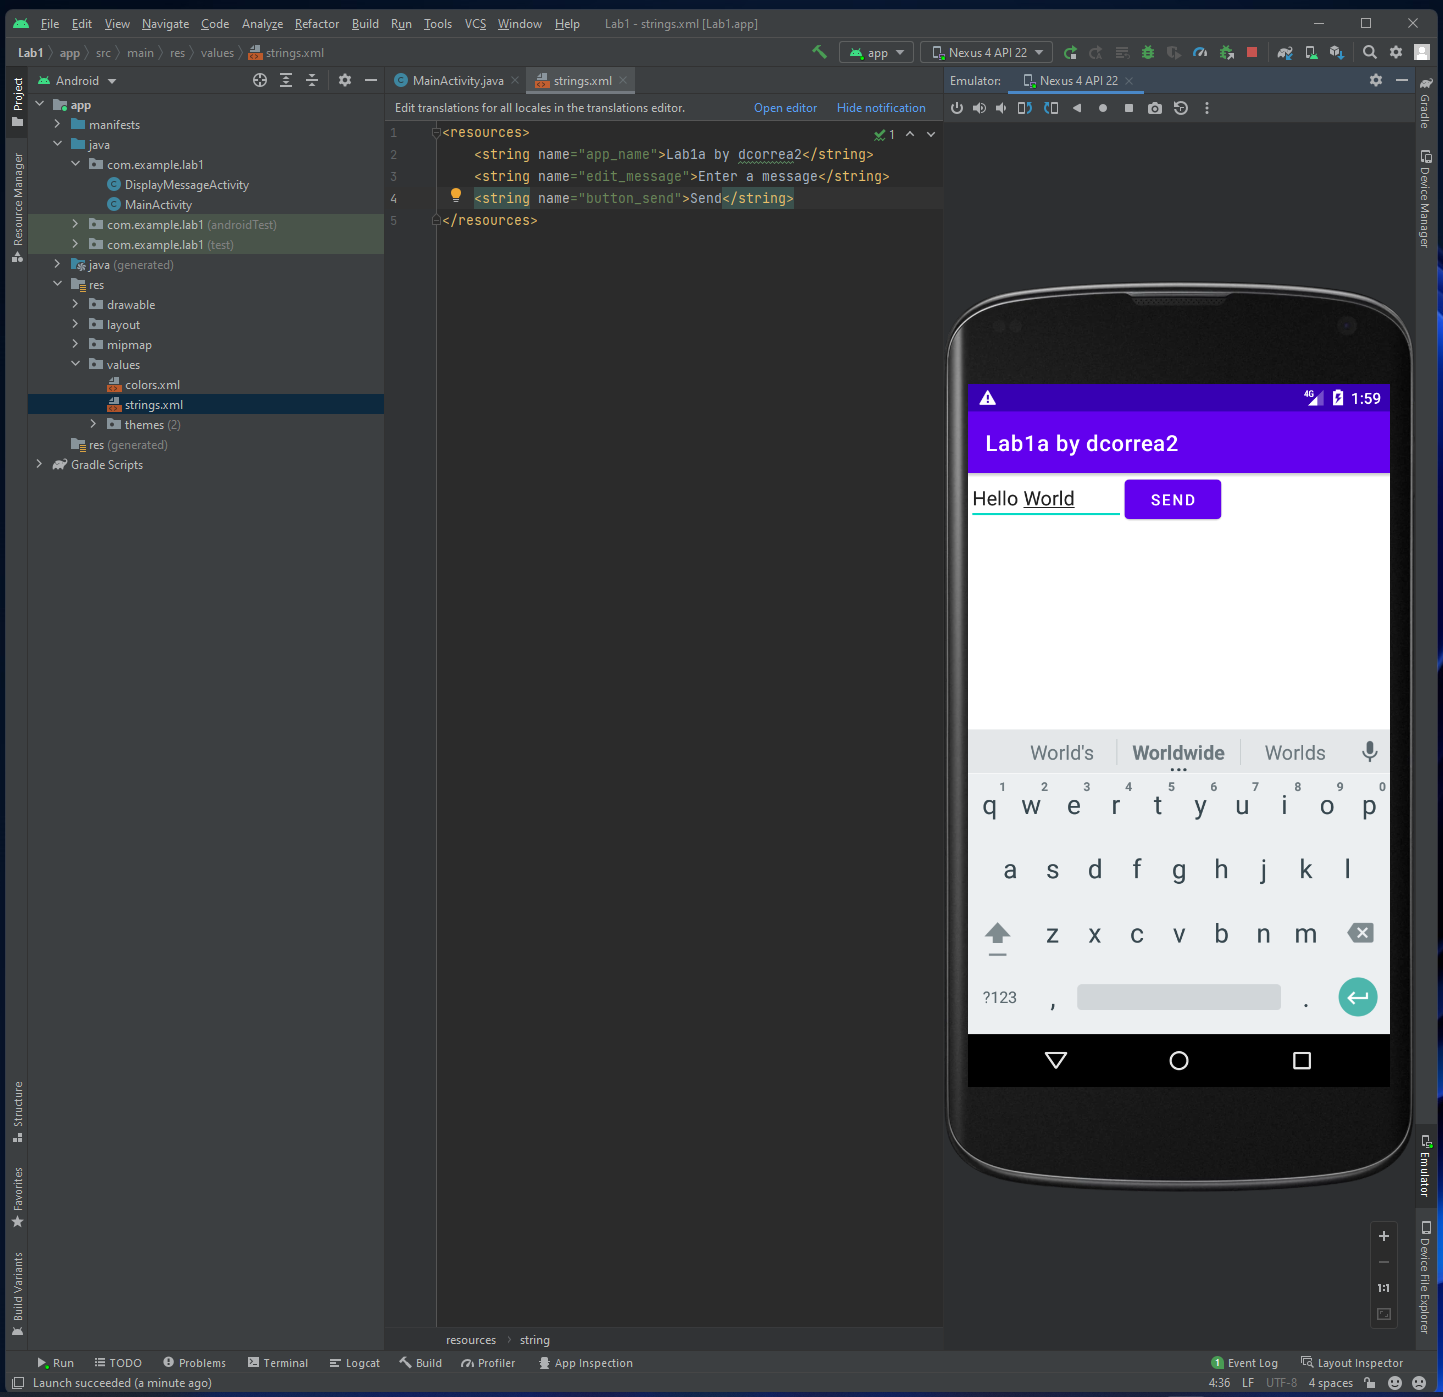 File Edit View Navigate Code Analyze Refactor Build Run Tools VCS Window Help Lab1 - strings.xml [Lab1.app]
Lab1 app src main res values strings.xml app Nexus 4 API 22
Android MainActivity.java strings.xml Emulator: Nexus 4 API 22
Project
Resource Manager
Structure
Favorites
Build Variants
app
manifests
java
com.example.lab1
DisplayMessageActivity
MainActivity
com.example.lab1 (androidTest)
com.example.lab1 (test)
java (generated)
res
drawable
layout
mipmap
values
colors.xml
strings.xml
themes (2)
res (generated)
Gradle Scripts
Edit translations for all locales in the translations editor. Open editor Hide notification
1 <resources> 1
2 <string name="app_name">Lab1a by dcorrea2</string>
3 <string name="edit_message">Enter a message</string>
4 <string name="button_send">Send</string>
5 </resources>
resources string
4G 1:59
Lab1a by dcorrea2
Hello World SEND
World's Worldwide Worlds
1 2 3 4 5 6 7 8 9 0
q w e r t y u i o p
a s d f g h j k l
z x c v b n m
?123 , .
1:1
Gradle
Device Manager
Emulator
Device File Explorer
Run TODO Problems Terminal Logcat Build Profiler App Inspection 1 Event Log Layout Inspector
Launch succeeded (a minute ago) 4:36 LF UTF-8 4 spaces